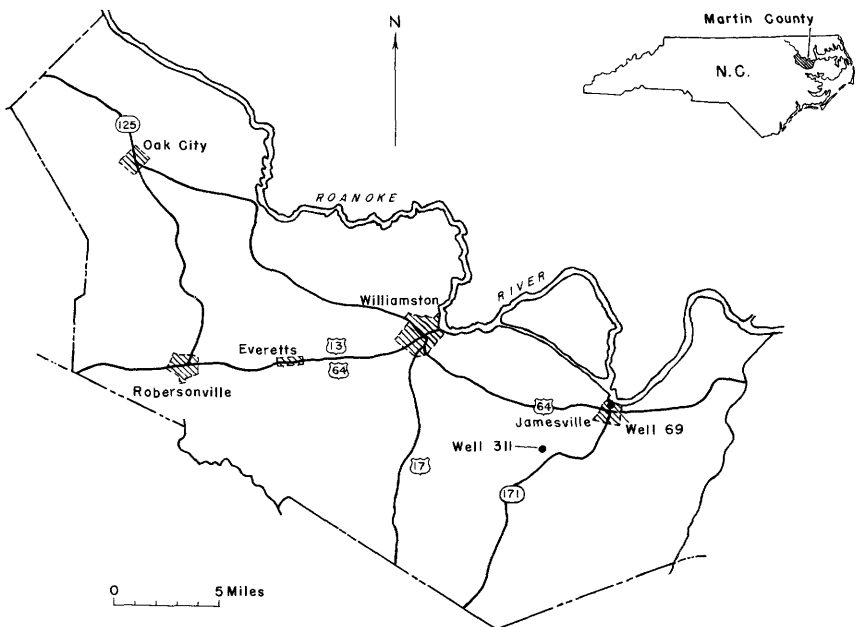 Martin County
N
N.C.
125
Oak City
ROANOKE
RIVER
Williamston
Everetts
13
64
Robersonville
64
Jamesville
Well 69
Well 311
17
171
0 5 Miles